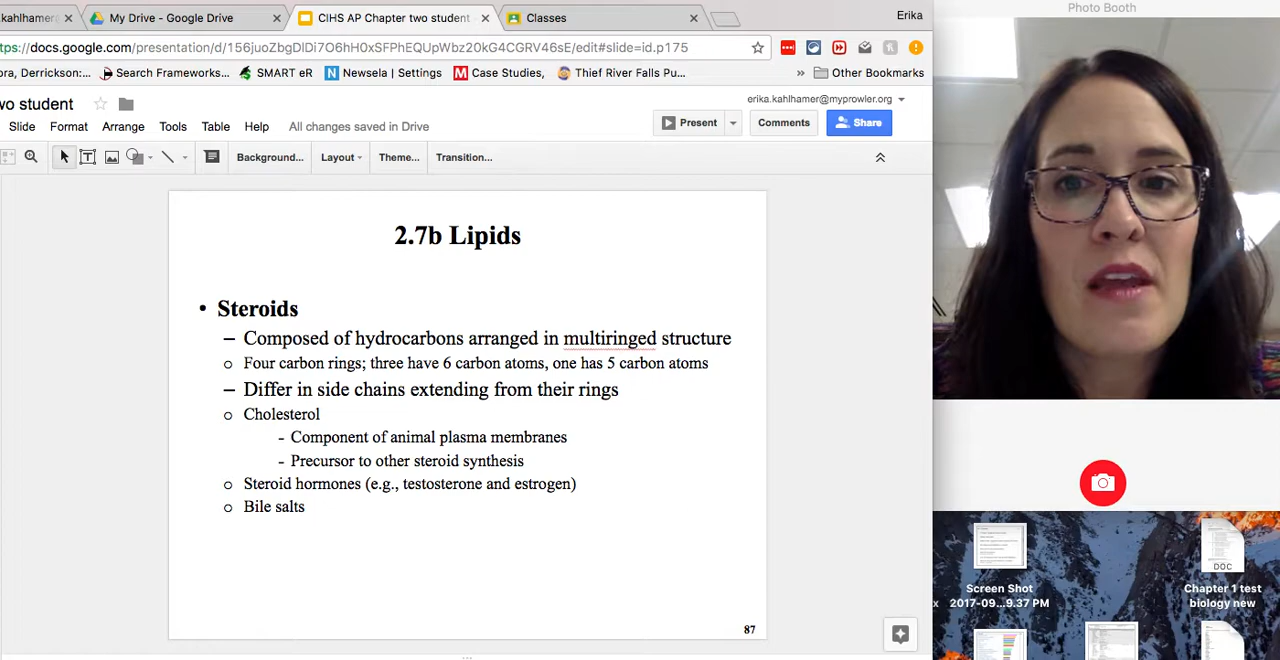 .kahlhamer@
My Drive - Google Drive
CIHS AP Chapter two student
Classes
Erika
Photo Booth
ttps://docs.google.com/presentation/d/156juoZbgDlDi7O6hH0xSFPhEQUpWbz20kG4CGRV46sE/edit#slide=id.p175
ora, Derrickson:...
Search Frameworks...
SMART eR
Newsela | Settings
Case Studies,
Thief River Falls Pu...
»
Other Bookmarks
wo student
erika.kahlhamer@myprowler.org
Slide
Format
Arrange
Tools
Table
Help
All changes saved in Drive
Present
Comments
Share
Background...
Layout
Theme...
Transition...
2.7b Lipids
• Steroids
– Composed of hydrocarbons arranged in multiringed structure
o Four carbon rings; three have 6 carbon atoms, one has 5 carbon atoms
– Differ in side chains extending from their rings
o Cholesterol
- Component of animal plasma membranes
- Precursor to other steroid synthesis
o Steroid hormones (e.g., testosterone and estrogen)
o Bile salts
87
DOC
Screen Shot
x 2017-09...9.37 PM
Chapter 1 test
biology new